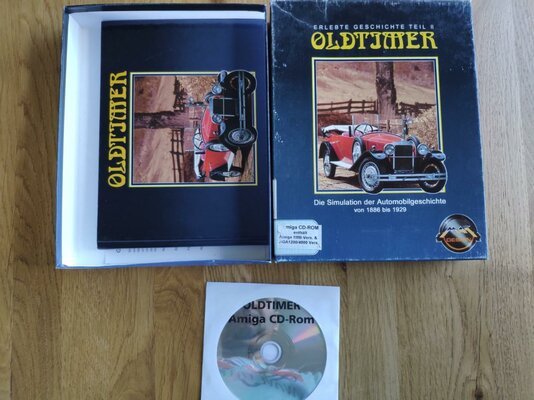 OLDTIMER
ERLEBTE GESCHICHTE TEIL II
OLDTIMER
Die Simulation der Automobilgeschichte
von 1886 bis 1929
Amiga CD-ROM
enthält
OLDTIMER
Amiga CD-Rom